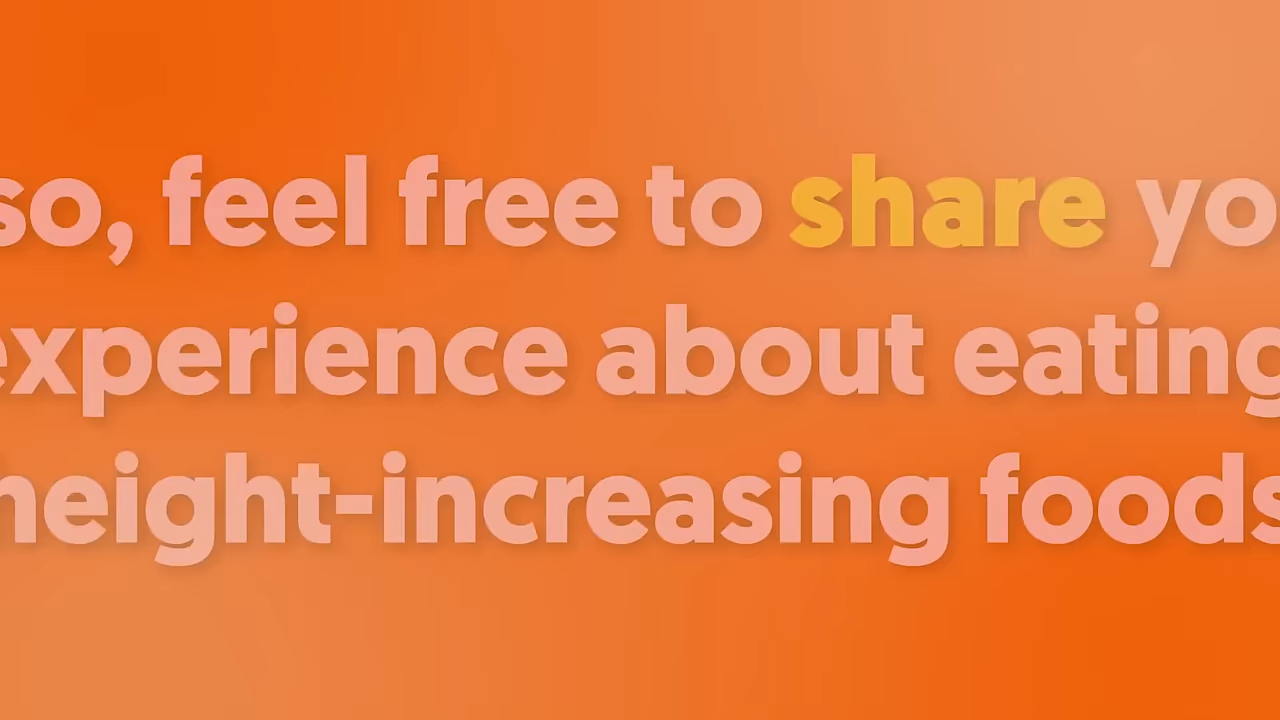 so, feel free to share yo
experience about eating
height-increasing foods